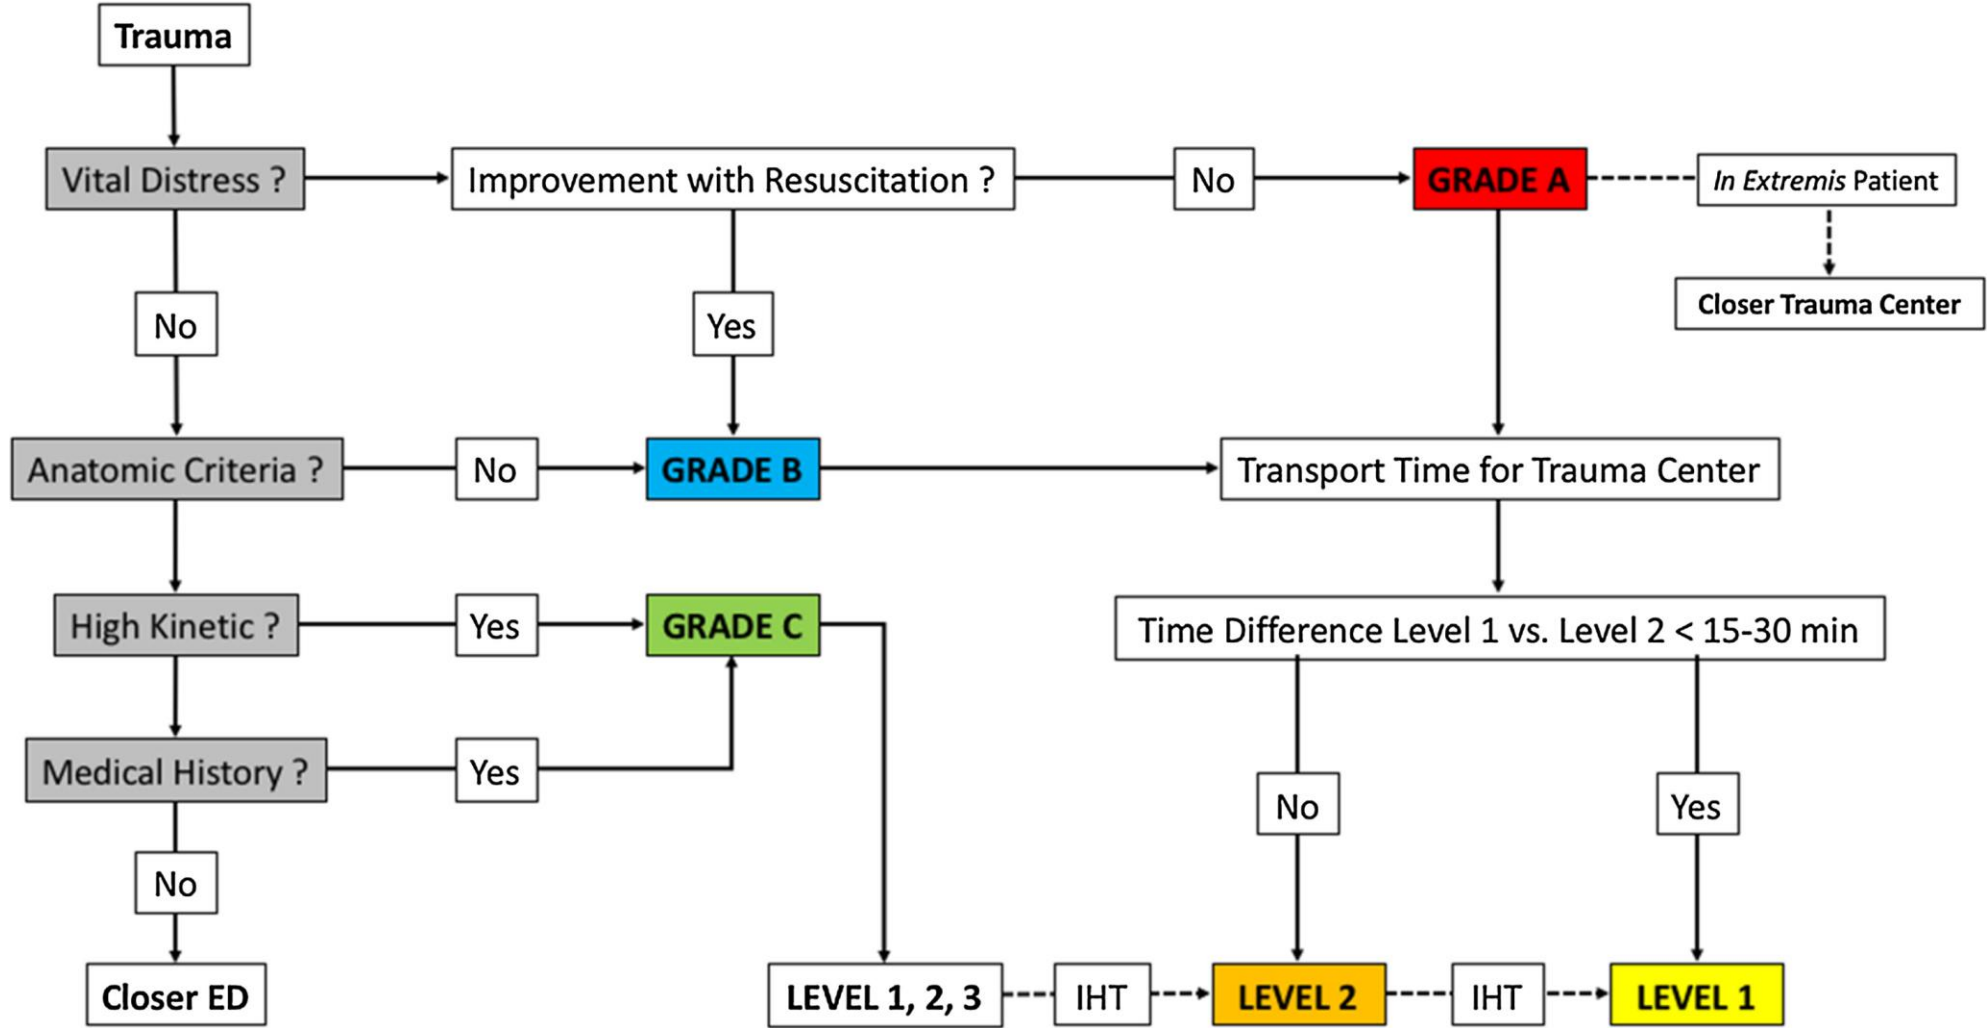 Trauma
Vital Distress ?
Improvement with Resuscitation ?
No
GRADE A
In Extremis Patient
Closer Trauma Center
No
Yes
Anatomic Criteria ?
No
GRADE B
Transport Time for Trauma Center
High Kinetic ?
Yes
GRADE C
Time Difference Level 1 vs. Level 2 < 15-30 min
Medical History ?
Yes
No
Yes
No
Closer ED
LEVEL 1, 2, 3
IHT
LEVEL 2
IHT
LEVEL 1